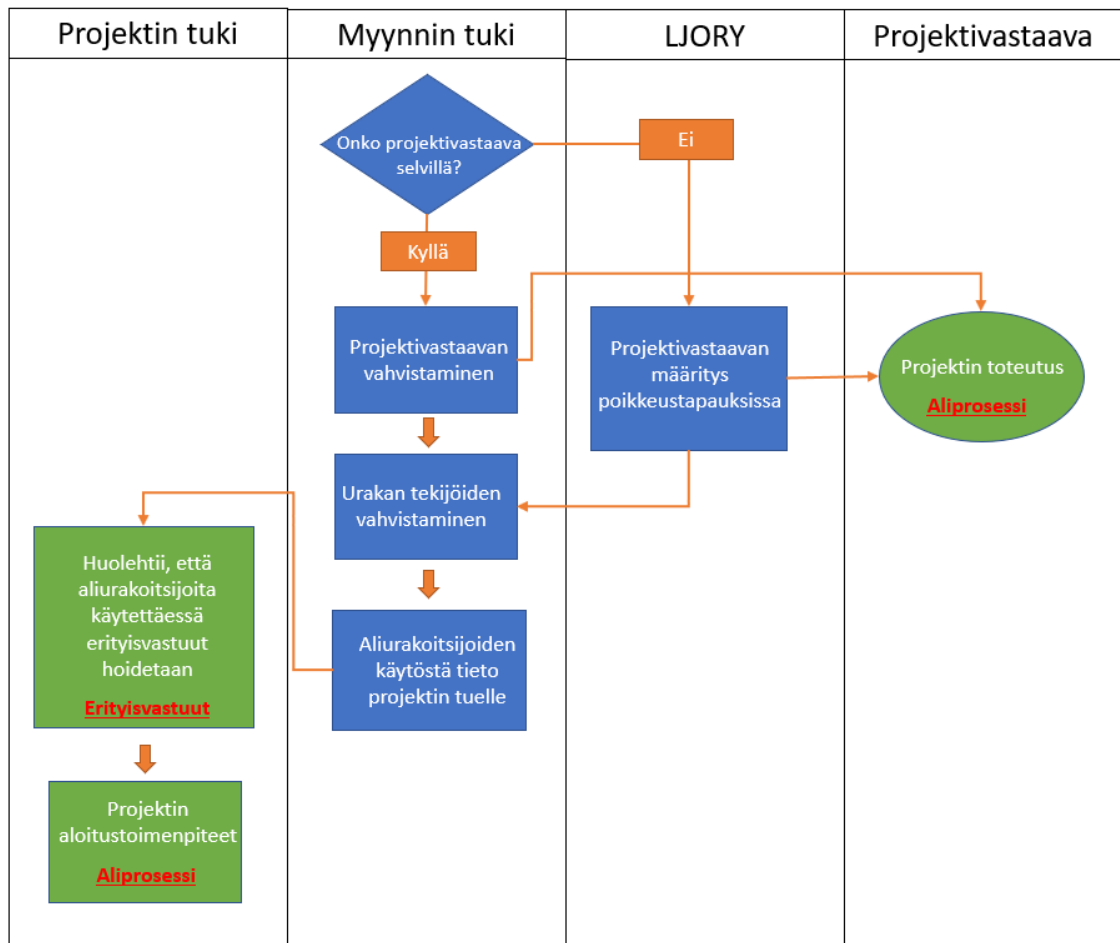 Projektin tuki
Myynnin tuki
LJORY
Projektivastaava
Onko projektivastaava
selvillä?
Ei
Kyllä
Projektivastaavan
vahvistaminen
Projektivastaavan
määritys
poikkeustapauksissa
Projektin toteutus
Aliprosessi
Urakan tekijöiden
vahvistaminen
Aliurakoitsijoiden
käytöstä tieto
projektin tuelle
Huolehtii, että
aliurakoitsijoita
käytettäessä
erityisvastuut
hoidetaan
Erityisvastuut
Projektin
aloitustoimenpiteet
Aliprosessi